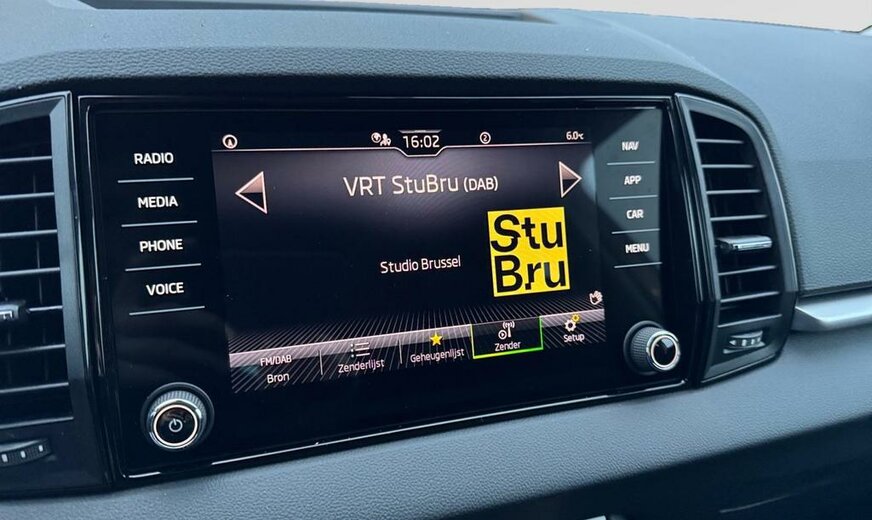 RADIO
MEDIA
PHONE
VOICE
16:02
2
6.0°C
VRT StuBru (DAB)
Studio Brussel
Stu
Bru
FM/DAB
Bron
Zenderlijst
Geheugenlijst
Zender
Setup
NAV
APP
CAR
MENU